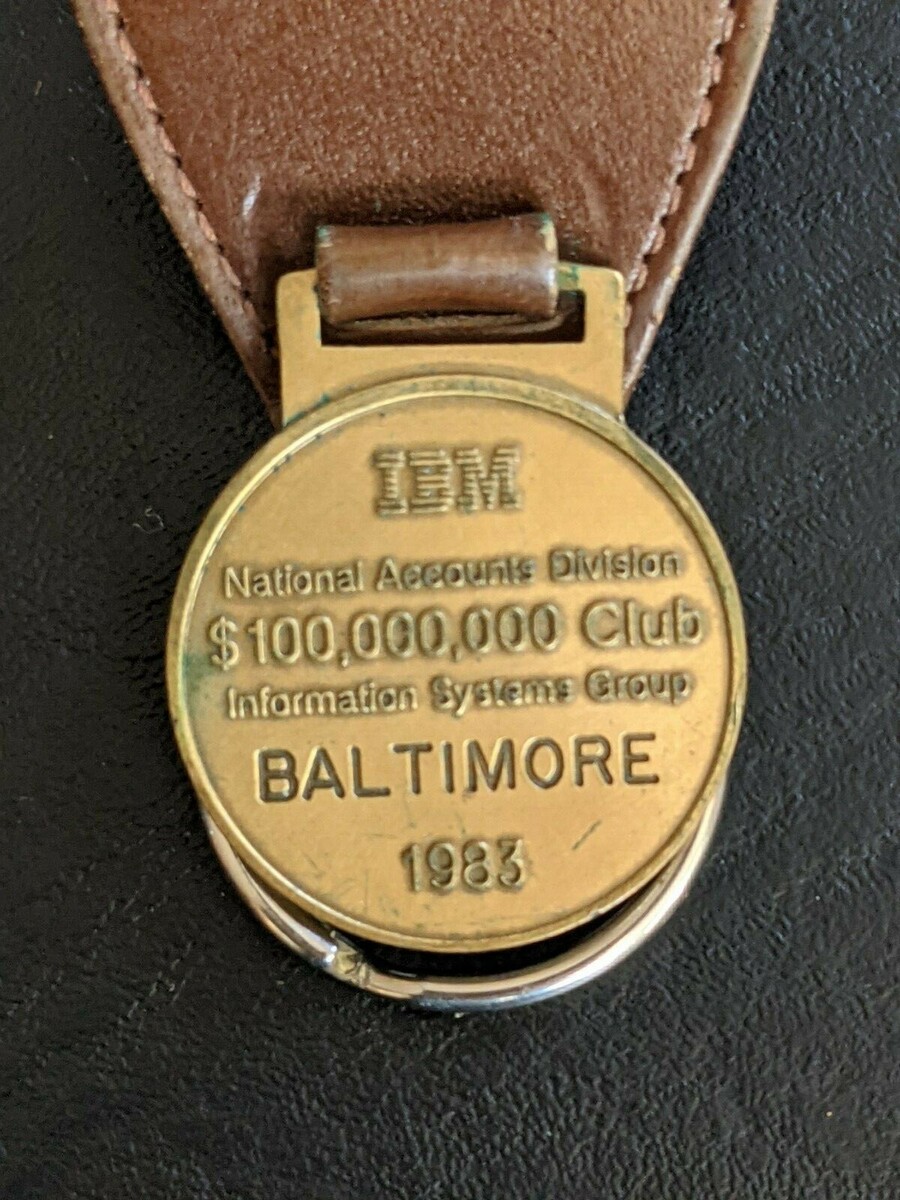 IBM
National Accounts Division
$100,000,000 Club
Information Systems Group
BALTIMORE
1983